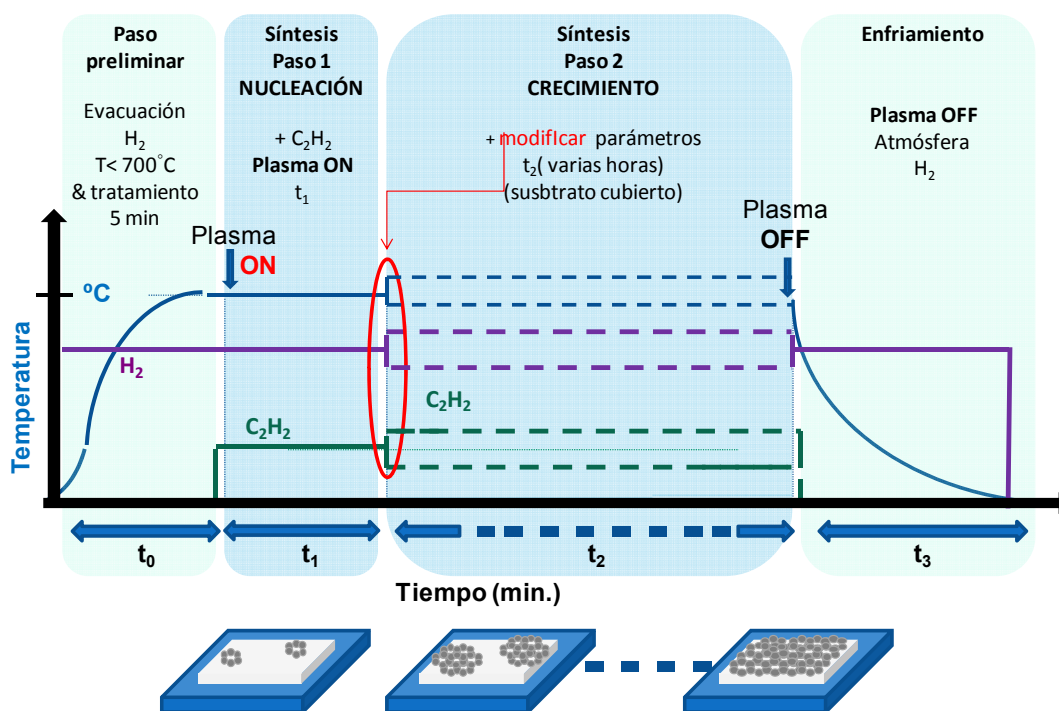 Paso
preliminar
Evacuación
H₂
T< 700°C
& tratamiento
5 min
Síntesis
Paso 1
NUCLEACIÓN
+ C₂H₂
Plasma ON
t₁
Síntesis
Paso 2
CRECIMIENTO
+ modifIcar parámetros
t₂( varias horas)
(susbtrato cubierto)
Enfriamiento
Plasma OFF
Atmósfera
H₂
Plasma
ON
Plasma
OFF
ºC
Temperatura
H₂
C₂H₂
C₂H₂
t₀
t₁
t₂
t₃
Tiempo (min.)